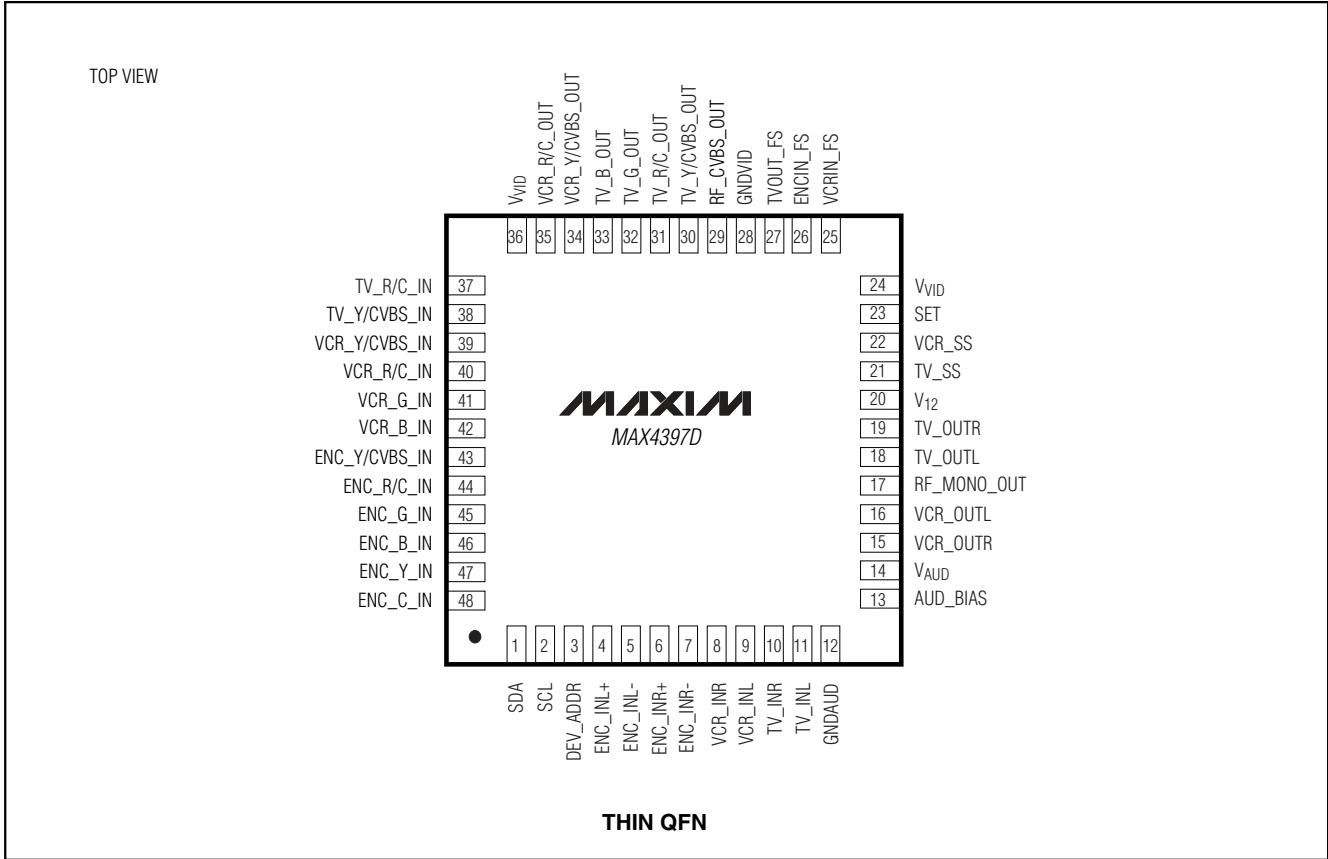 TOP VIEW
VVID
VCR_R/C_OUT
VCR_Y/CVBS_OUT
TV_B_OUT
TV_G_OUT
TV_R/C_OUT
TV_Y/CVBS_OUT
RF_CVBS_OUT
GNDVID
TVOUT_FS
ENCIN_FS
VCRIN_FS
36 35 34 33 32 31 30 29 28 27 26 25
TV_R/C_IN 37
TV_Y/CVBS_IN 38
VCR_Y/CVBS_IN 39
VCR_R/C_IN 40
VCR_G_IN 41
VCR_B_IN 42
ENC_Y/CVBS_IN 43
ENC_R/C_IN 44
ENC_G_IN 45
ENC_B_IN 46
ENC_Y_IN 47
ENC_C_IN 48
MAXIM
MAX4397D
24 VVID
23 SET
22 VCR_SS
21 TV_SS
20 V12
19 TV_OUTR
18 TV_OUTL
17 RF_MONO_OUT
16 VCR_OUTL
15 VCR_OUTR
14 VAUD
13 AUD_BIAS
1 2 3 4 5 6 7 8 9 10 11 12
SDA
SCL
DEV_ADDR
ENC_INL+
ENC_INL-
ENC_INR+
ENC_INR-
VCR_INR
VCR_INL
TV_INR
TV_INL
GNDAUD
THIN QFN